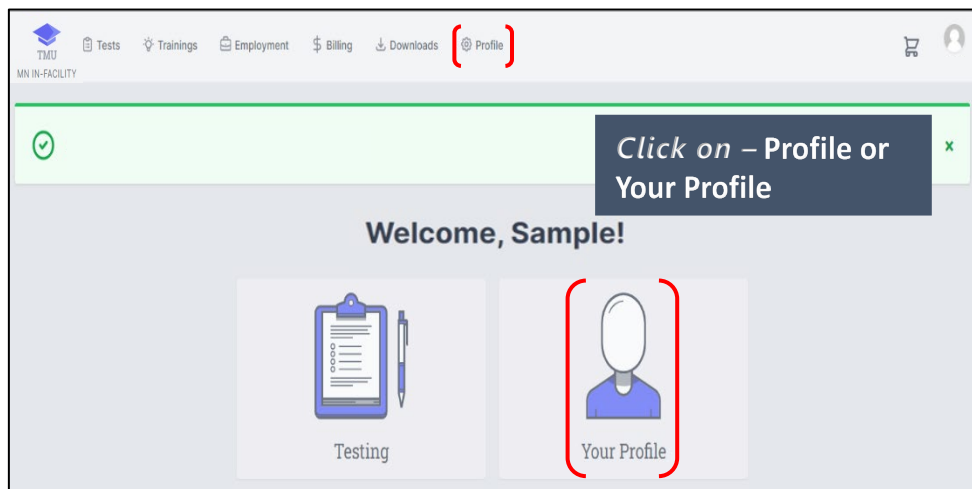 TMU
MN IN-FACILITY
Tests
Trainings
Employment
Billing
Downloads
Profile
Click on – Profile or
Your Profile
x
Welcome, Sample!
Testing
Your Profile